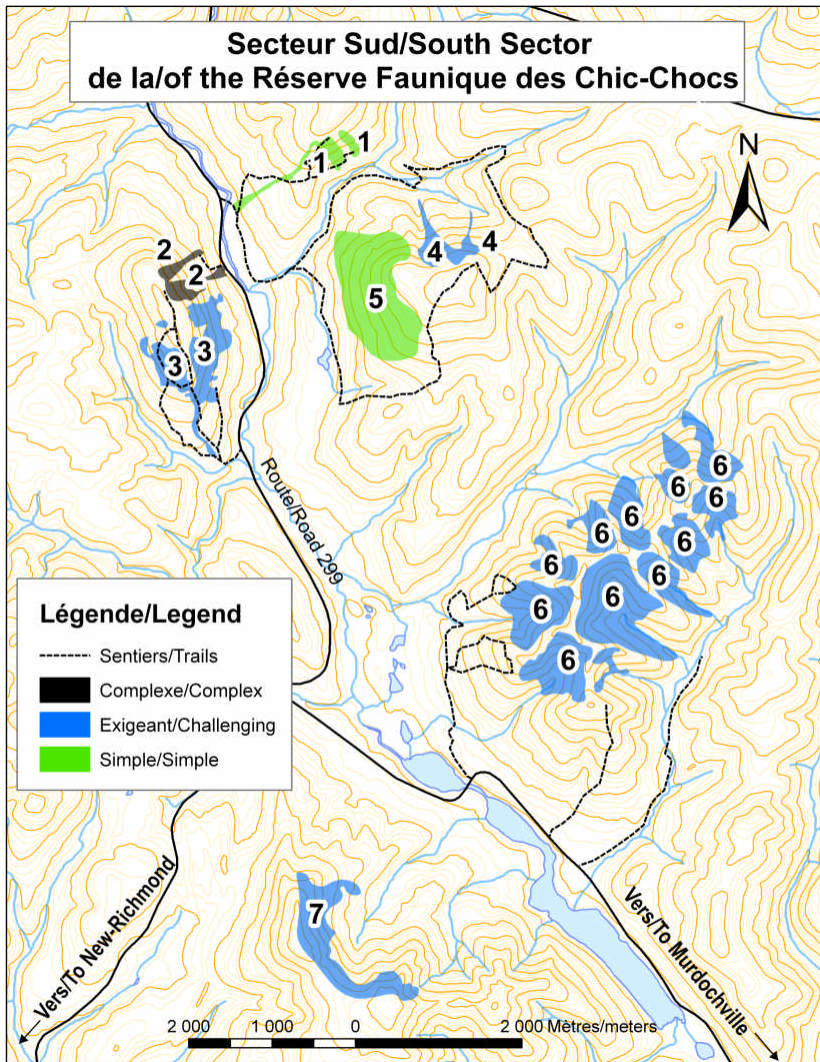 Secteur Sud/South Sector
de la/of the Réserve Faunique des Chic-Chocs
N
1
1
2
2
4
4
5
3
3
Route/Road 299
6
6
6
6
6
6
6
6
6
6
6
Légende/Legend
Sentiers/Trails
Complexe/Complex
Exigeant/Challenging
Simple/Simple
7
Vers/To New-Richmond
Vers/To Murdochville
2 000 1 000 0 2 000 Mètres/meters